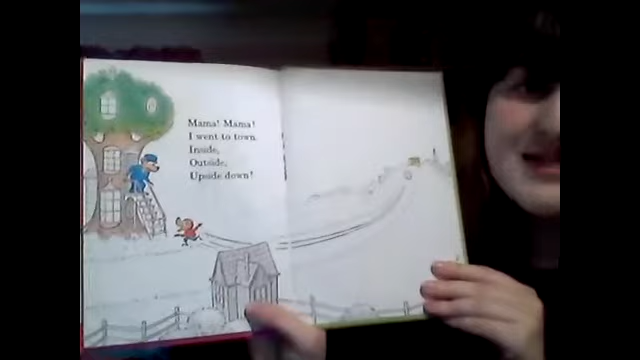 Mama! Mama!
I went to town.
Inside,
Outside,
Upside down!